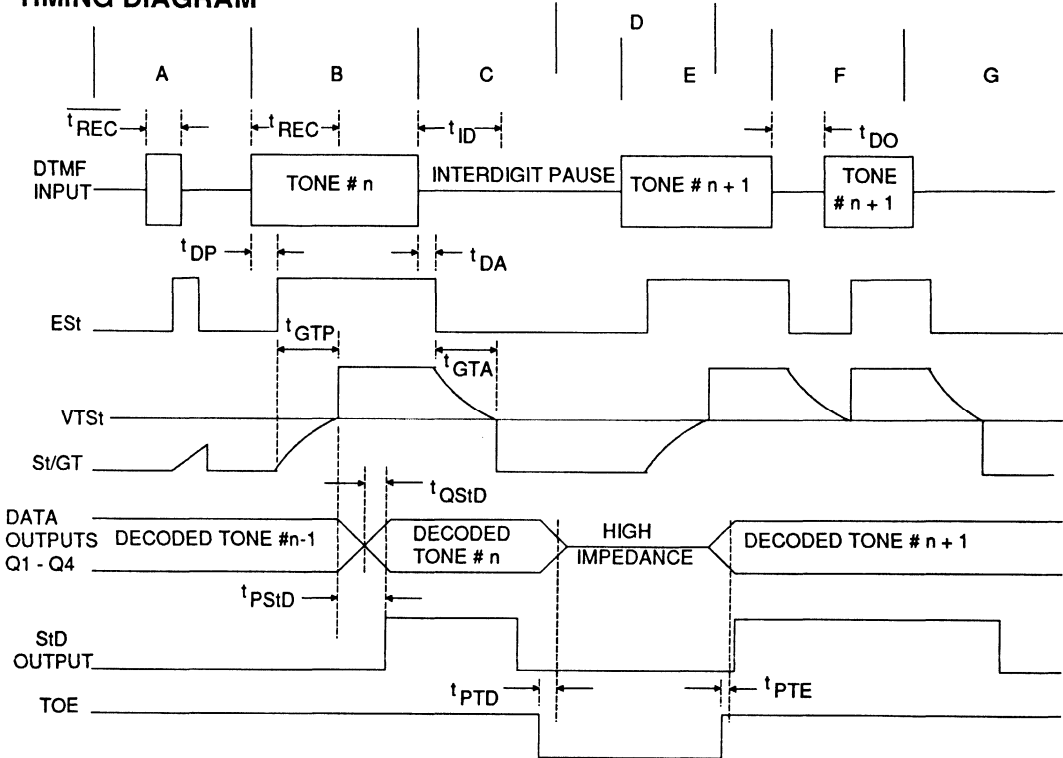 TIMING DIAGRAM
D
A B C E F G
tREC tREC tID tDO
DTMF
INPUT
TONE # n
INTERDIGIT PAUSE
TONE # n + 1
TONE
# n + 1
tDP tDA
ESt
tGTP
tGTA
VTSt
St/GT
tQStD
DATA
OUTPUTS
Q1 - Q4
DECODED TONE #n-1
DECODED
TONE # n
HIGH
IMPEDANCE
DECODED TONE # n + 1
tPStD
StD
OUTPUT
tPTD tPTE
TOE